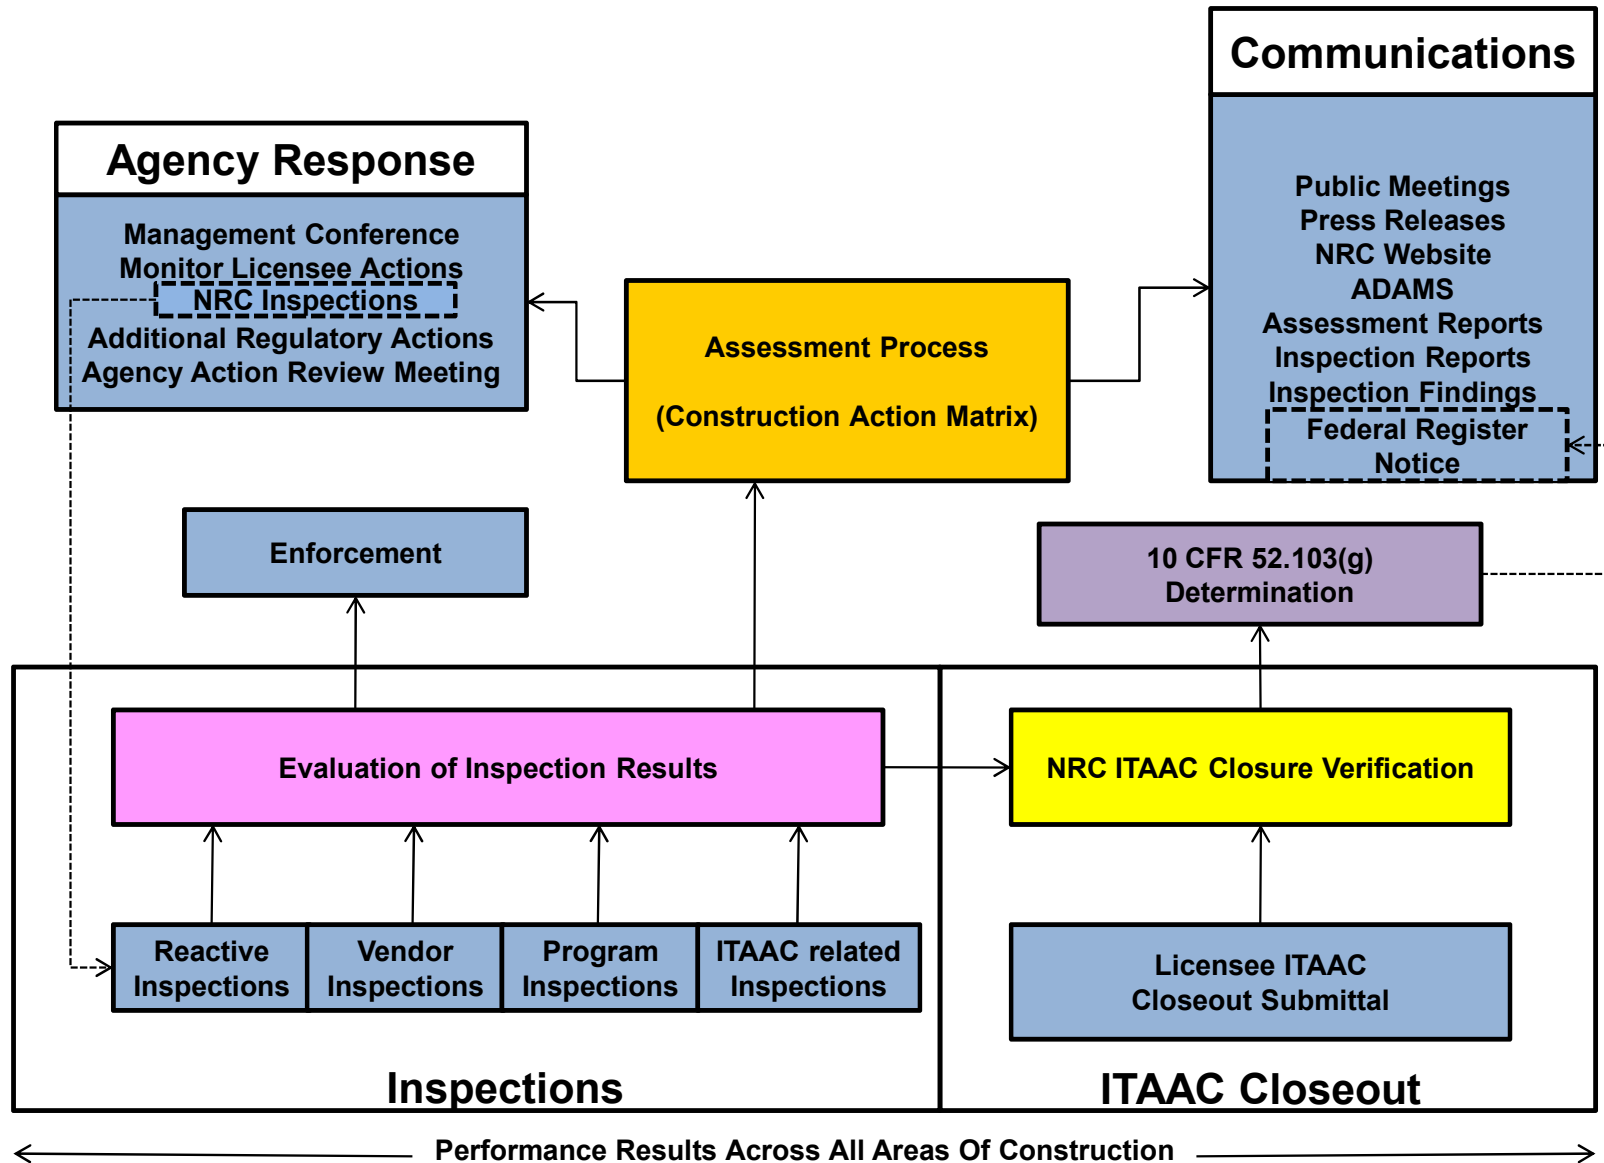 Communications
Public Meetings
Press Releases
NRC Website
ADAMS
Assessment Reports
Inspection Reports
Inspection Findings
Federal Register
Notice
Agency Response
Management Conference
Monitor Licensee Actions
NRC Inspections
Additional Regulatory Actions
Agency Action Review Meeting
Assessment Process
(Construction Action Matrix)
Enforcement
10 CFR 52.103(g)
Determination
Evaluation of Inspection Results
NRC ITAAC Closure Verification
Reactive
Inspections
Vendor
Inspections
Program
Inspections
ITAAC related
Inspections
Licensee ITAAC
Closeout Submittal
Inspections
ITAAC Closeout
Performance Results Across All Areas Of Construction